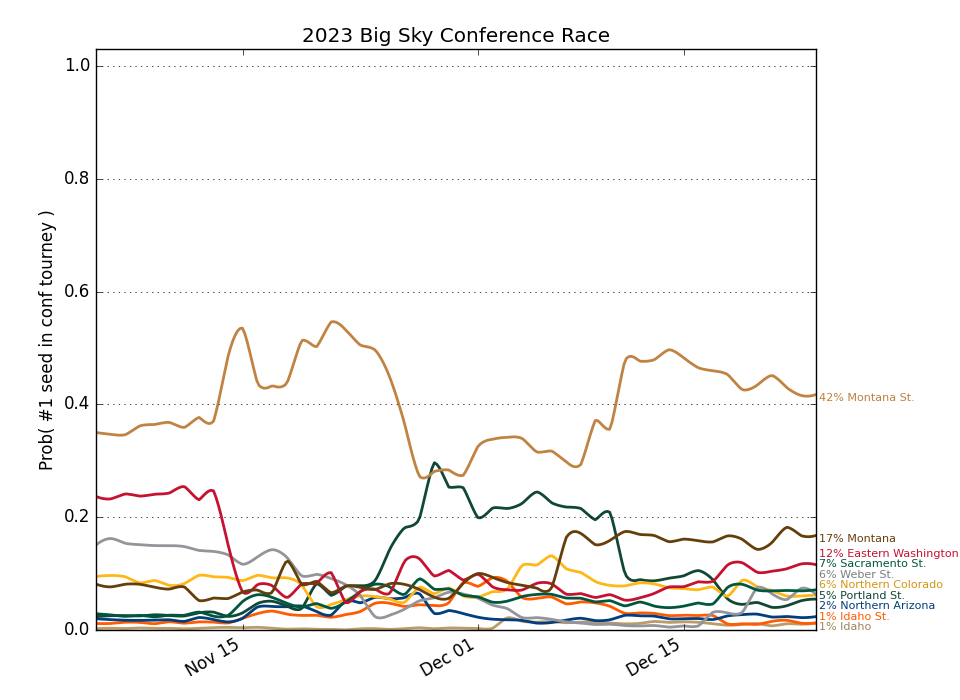 2023 Big Sky Conference Race
Prob( #1 seed in conf tourney )
1.0
0.8
0.6
0.4
0.2
0.0
Nov 15
Dec 01
Dec 15
42% Montana St.
17% Montana
12% Eastern Washington
7% Sacramento St.
6% Weber St.
6% Northern Colorado
5% Portland St.
2% Northern Arizona
1% Idaho St.
1% Idaho